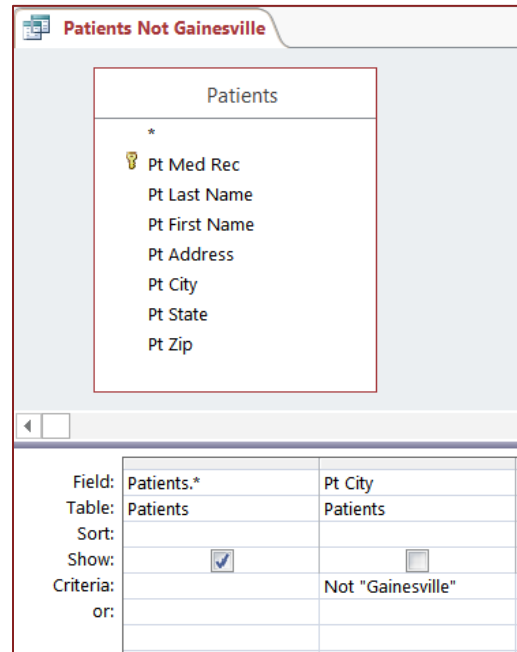 Patients Not Gainesville
Patients
*
Pt Med Rec
Pt Last Name
Pt First Name
Pt Address
Pt City
Pt State
Pt Zip
Field: Patients.* Pt City
Table: Patients Patients
Sort:
Show:
Criteria: Not "Gainesville"
or: